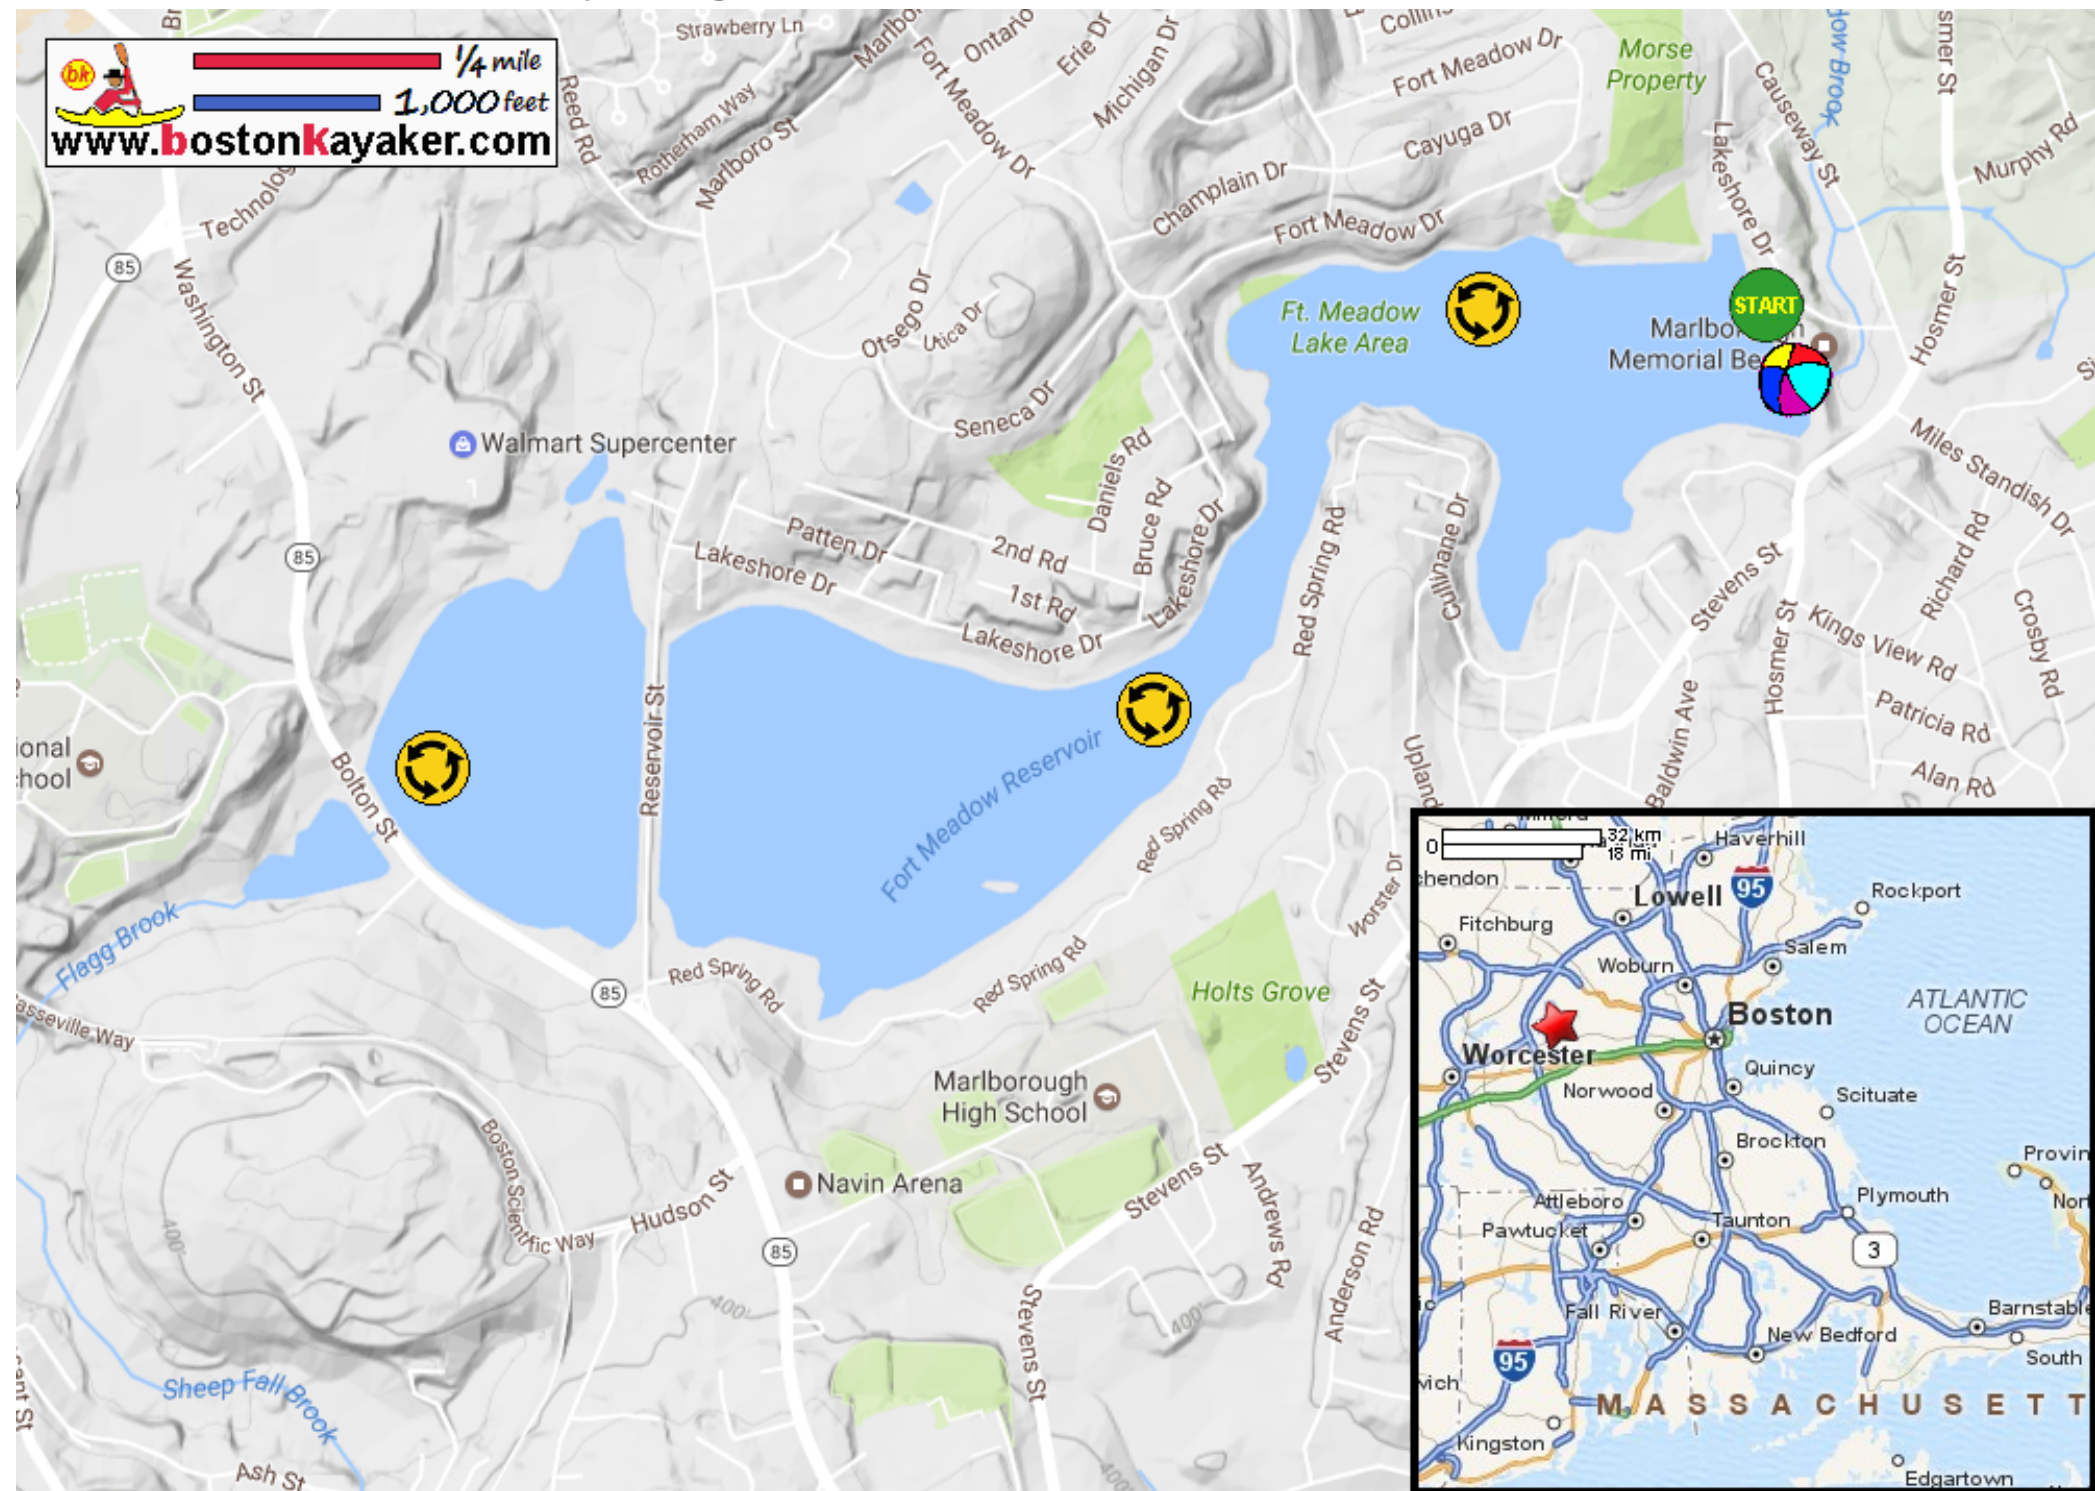 Strawberry Ln
Ontario
Erie Dr
Michigan Dr
Fort Meadow Dr
Morse
Property
Causeway St
¼ mile
1,000 feet
www.bostonkayaker.com
Reed Rd
Rotherham Way
Marlboro St
Fort Meadow Dr
Cayuga Dr
Champlain Dr
Fort Meadow Dr
Lakeshore Dr
Murphy Rd
85
Washington St
Otsego Dr
Utica Dr
Seneca Dr
Ft. Meadow
Lake Area
START
Hosmer St
Walmart Supercenter
Daniels Rd
Bruce Rd
Lakeshore Dr
Miles Standish Dr
Patten Dr
2nd Rd
1st Rd
Lakeshore Dr
Lakeshore Dr
Red Spring Rd
Cullinane Dr
Stevens St
Richard Rd
Crosby Rd
Kings View Rd
Hosmer St
Patricia Rd
Alan Rd
Baldwin Ave
Upland
85
Reservoir St
Bolton St
Fort Meadow Reservoir
Red Spring Rd
Worster Dr
Flagg Brook
85
Red Spring Rd
Red Spring Rd
Holts Grove
Stevens St
Marlborough
High School
Navin Arena
Boston Scientific Way
Hudson St
85
Stevens St
Andrews Rd
Anderson Rd
Stevens St
400'
400'
400'
400'
Sheep Fall Brook
Ash St
0
32 km
18 mi
Haverhill
Lowell
95
Rockport
Fitchburg
Salem
Woburn
ATLANTIC
OCEAN
Boston
Worcester
Quincy
Norwood
Scituate
Brockton
Plymouth
Attleboro
Pawtucket
Taunton
3
Fall River
New Bedford
Barnstable
South
95
MASSACHUSETT
Kingston
Edgartown